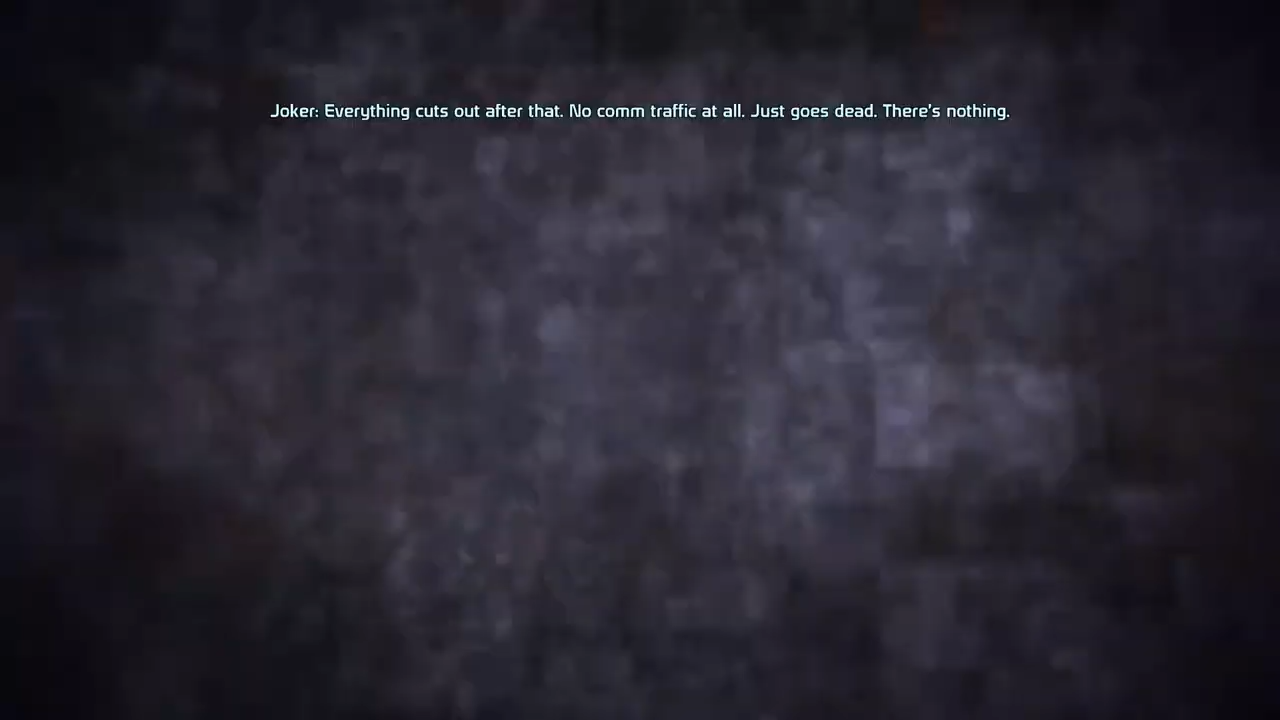 Joker: Everything cuts out after that. No comm traffic at all. Just goes dead. There's nothing.